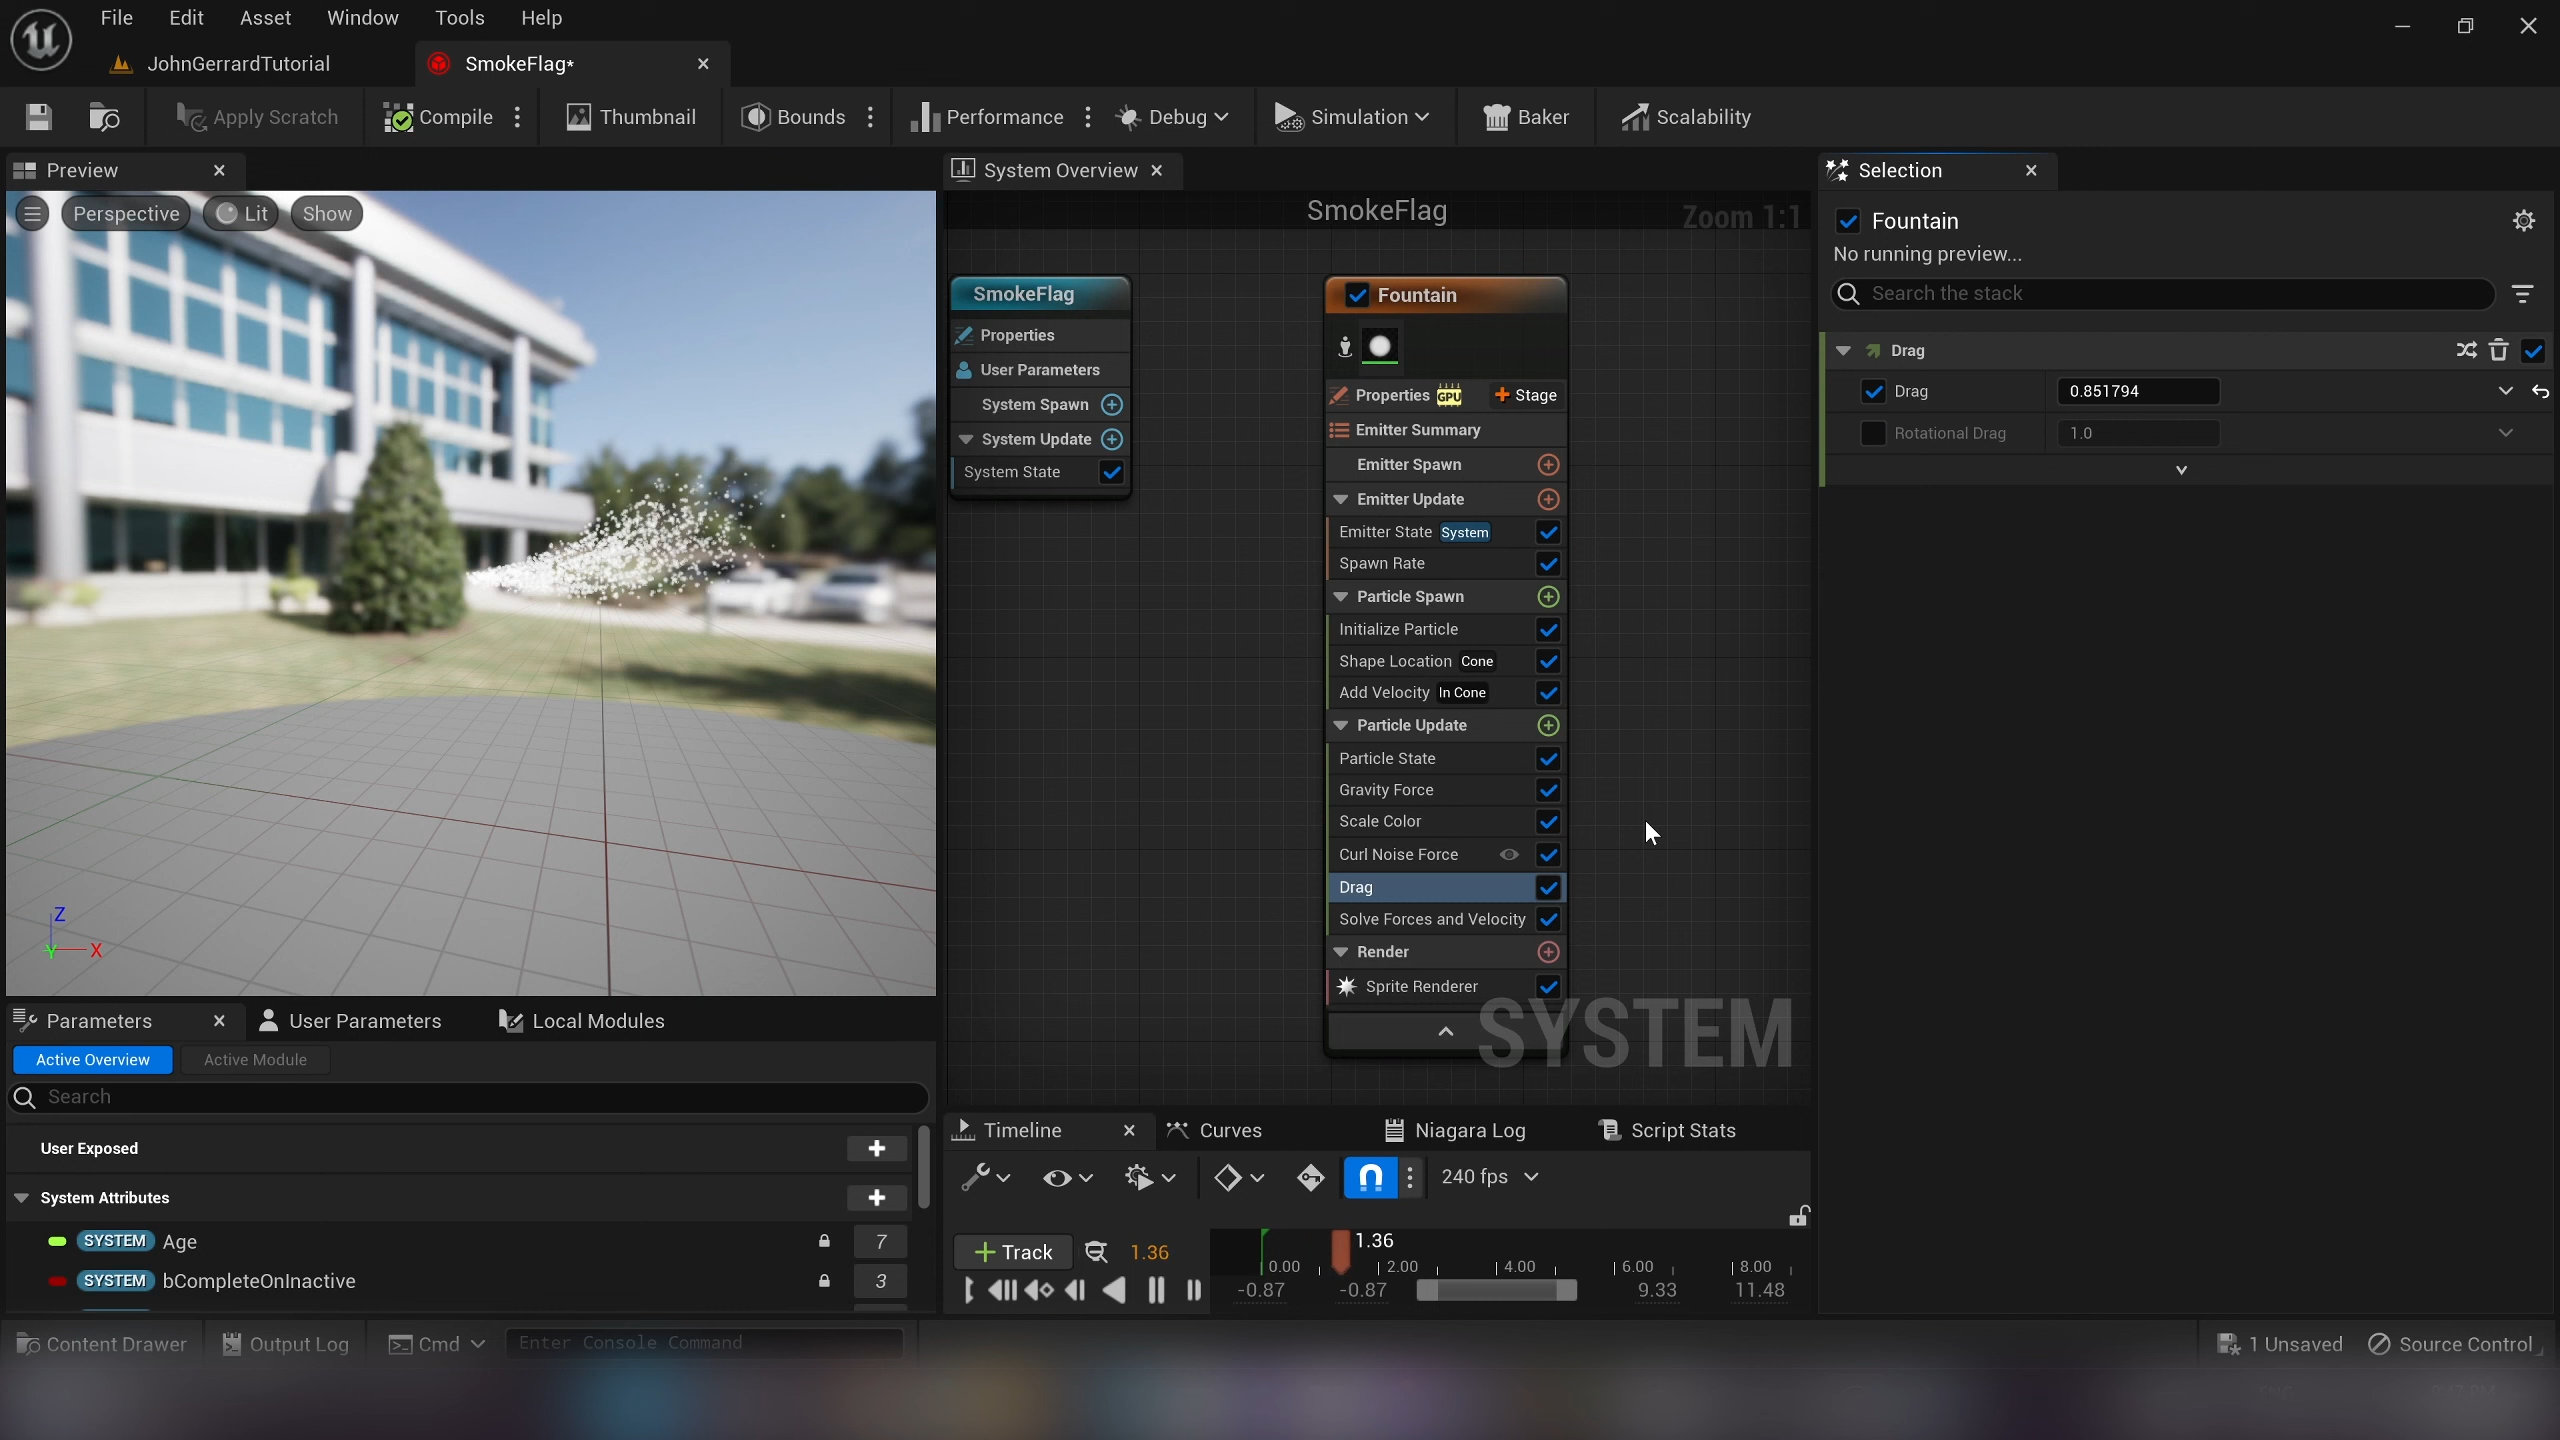 File Edit Asset Window Tools Help
JohnGerrardTutorial
SmokeFlag*
Apply Scratch
Compile
Thumbnail
Bounds
Performance
Debug
Simulation
Baker
Scalability
Preview
Perspective
Lit
Show
Z
Y
X
System Overview
SmokeFlag
Zoom 1:1
SmokeFlag
Properties
User Parameters
System Spawn
System Update
System State
Fountain
Properties GPU + Stage
Emitter Summary
Emitter Spawn
Emitter Update
Emitter State System
Spawn Rate
Particle Spawn
Initialize Particle
Shape Location Cone
Add Velocity In Cone
Particle Update
Particle State
Gravity Force
Scale Color
Curl Noise Force
Drag
Solve Forces and Velocity
Render
Sprite Renderer
SYSTEM
Selection
Fountain
No running preview...
Search the stack
Drag
Drag 0.851794
Rotational Drag 1.0
Parameters
User Parameters
Local Modules
Active Overview
Active Module
Search
User Exposed
System Attributes
SYSTEM Age 7
SYSTEM bCompleteOnInactive 3
Timeline
Curves
Niagara Log
Script Stats
240 fps
+ Track
1.36
1.36
0.00 2.00 4.00 6.00 8.00
-0.87 -0.87 9.33 11.48
Content Drawer
Output Log
Cmd
Enter Console Command
1 Unsaved
Source Control